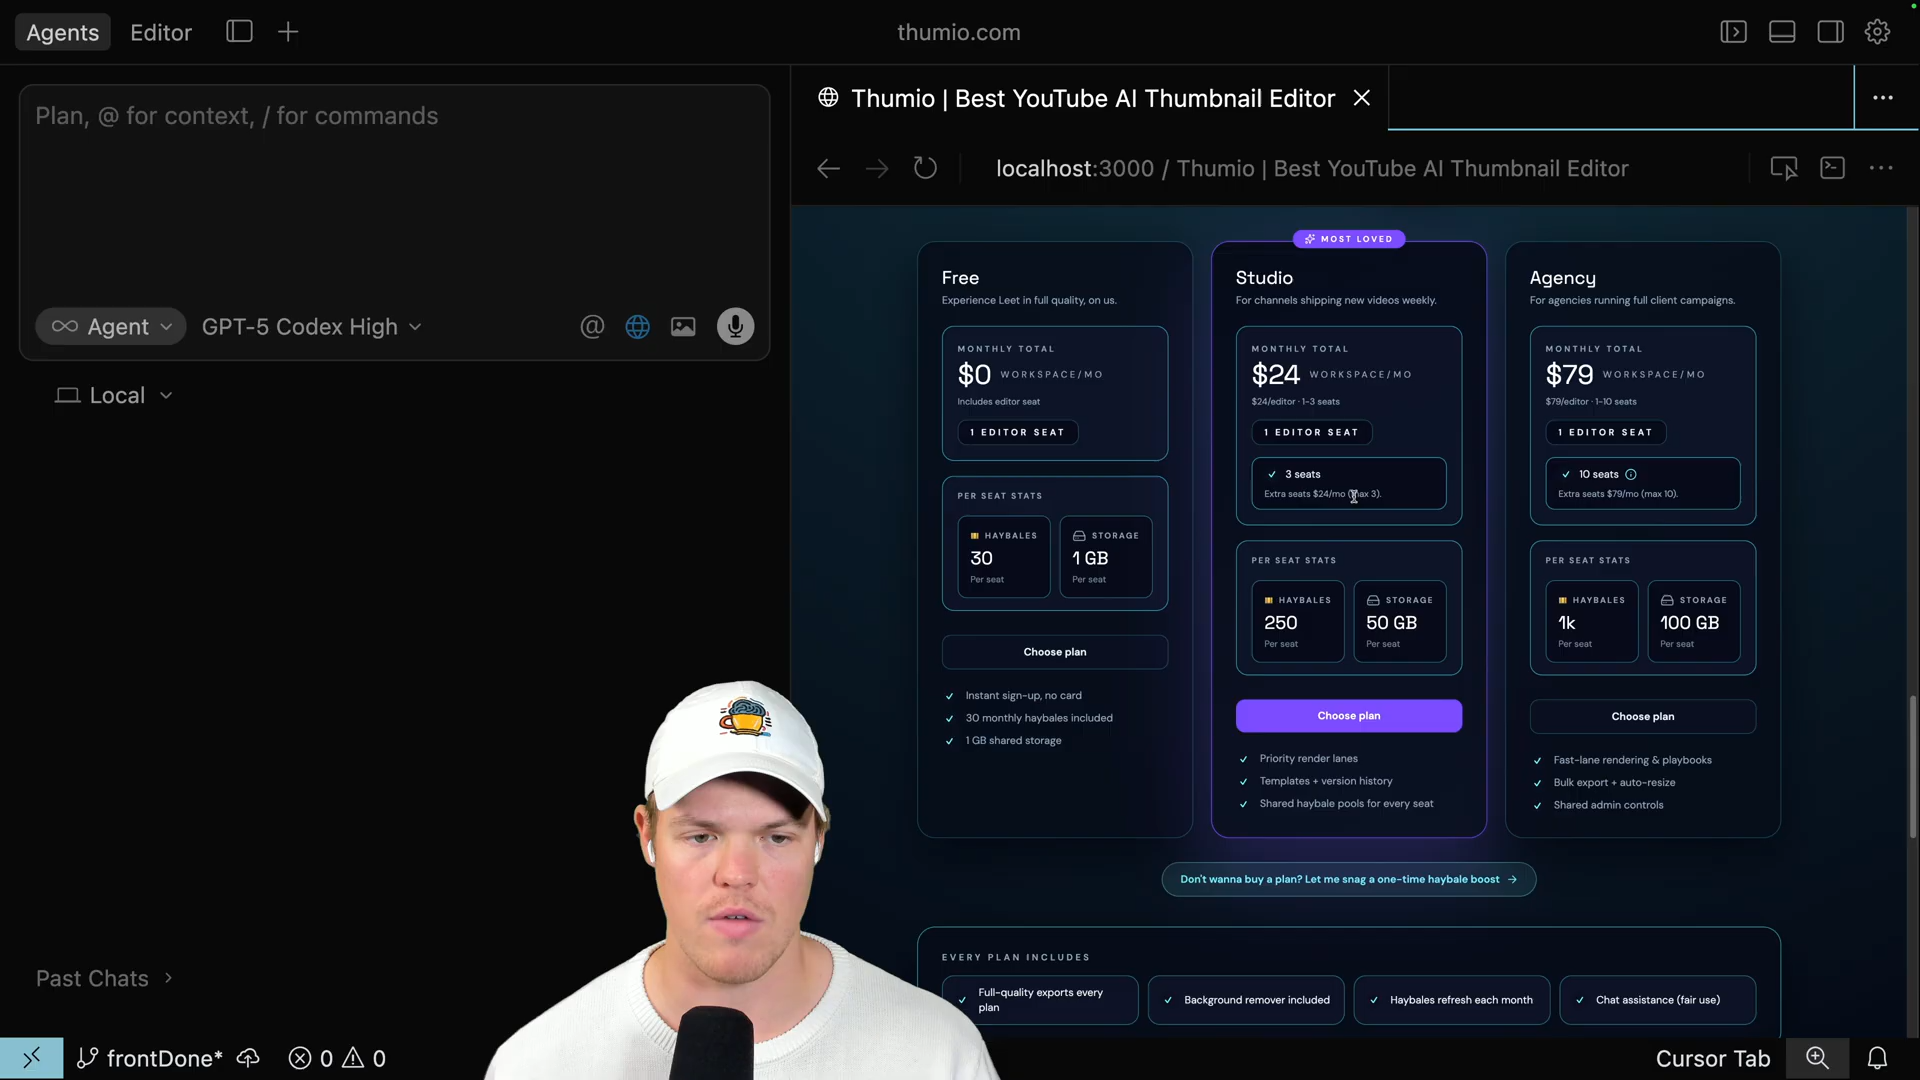 Agents
Editor
thumio.com
Plan, @ for context, / for commands
Agent
GPT-5 Codex High
Local
Past Chats
Thumio | Best YouTube AI Thumbnail Editor
localhost:3000 / Thumio | Best YouTube AI Thumbnail Editor
Free
Experience Leet in full quality, on us.
MONTHLY TOTAL
$0 WORKSPACE/MO
Includes editor seat
1 EDITOR SEAT
PER SEAT STATS
HAYBALES
30
Per seat
STORAGE
1 GB
Per seat
Choose plan
Instant sign-up, no card
30 monthly haybales included
1 GB shared storage
MOST LOVED
Studio
For channels shipping new videos weekly.
MONTHLY TOTAL
$24 WORKSPACE/MO
$24/editor · 1-3 seats
1 EDITOR SEAT
3 seats
Extra seats $24/mo (max 3).
PER SEAT STATS
HAYBALES
250
Per seat
STORAGE
50 GB
Per seat
Choose plan
Priority render lanes
Templates + version history
Shared haybale pools for every seat
Agency
For agencies running full client campaigns.
MONTHLY TOTAL
$79 WORKSPACE/MO
$79/editor · 1-10 seats
1 EDITOR SEAT
10 seats
Extra seats $79/mo (max 10).
PER SEAT STATS
HAYBALES
1k
Per seat
STORAGE
100 GB
Per seat
Choose plan
Fast-lane rendering & playbooks
Bulk export + auto-resize
Shared admin controls
Don't wanna buy a plan? Let me snag a one-time haybale boost →
EVERY PLAN INCLUDES
Full-quality exports every
plan
Background remover included
Haybales refresh each month
Chat assistance (fair use)
frontDone*
0
0
Cursor Tab